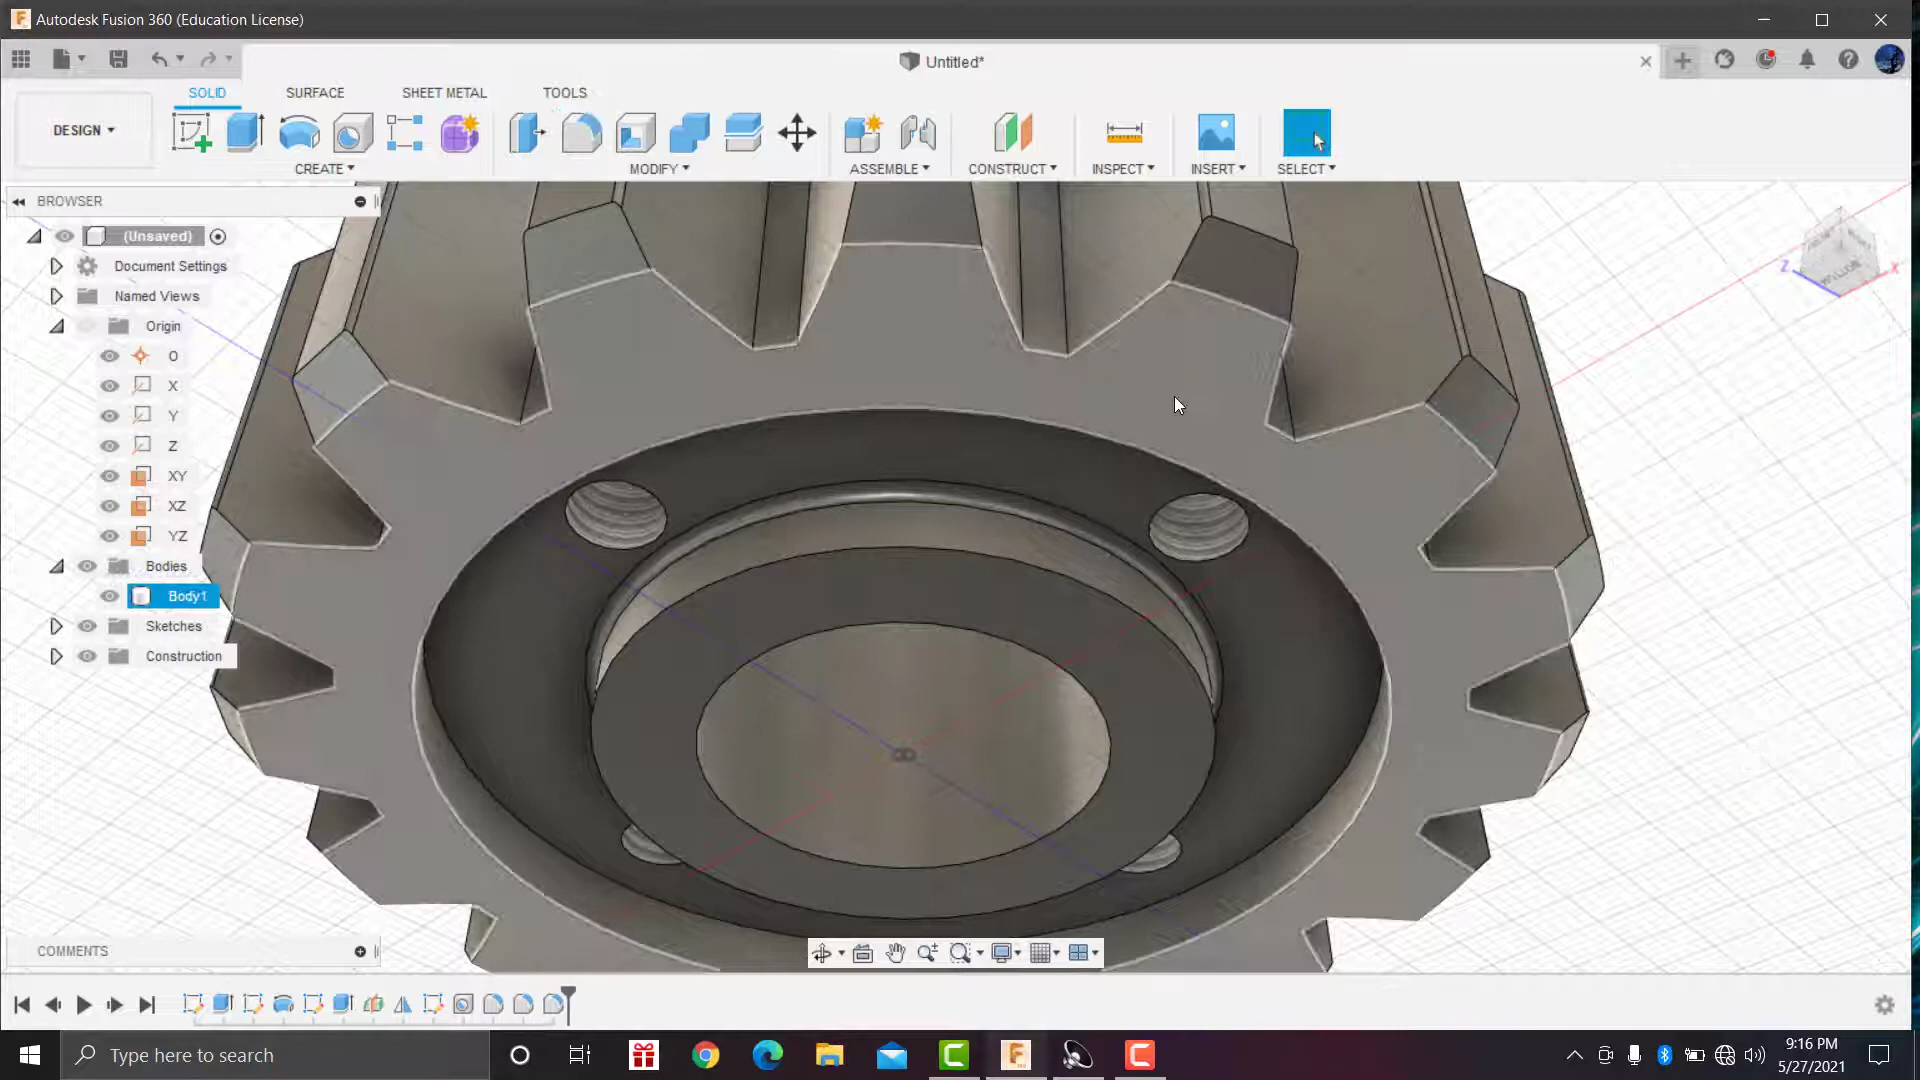 Autodesk Fusion 360 (Education License)
Untitled*
SOLID SURFACE SHEET METAL TOOLS
DESIGN
CREATE MODIFY ASSEMBLE CONSTRUCT INSPECT INSERT SELECT
BROWSER
(Unsaved)
Document Settings
Named Views
Origin
O
X
Y
Z
XY
XZ
YZ
Bodies
Body1
Sketches
Construction
Z X
COMMENTS
Type here to search
9:16 PM
5/27/2021